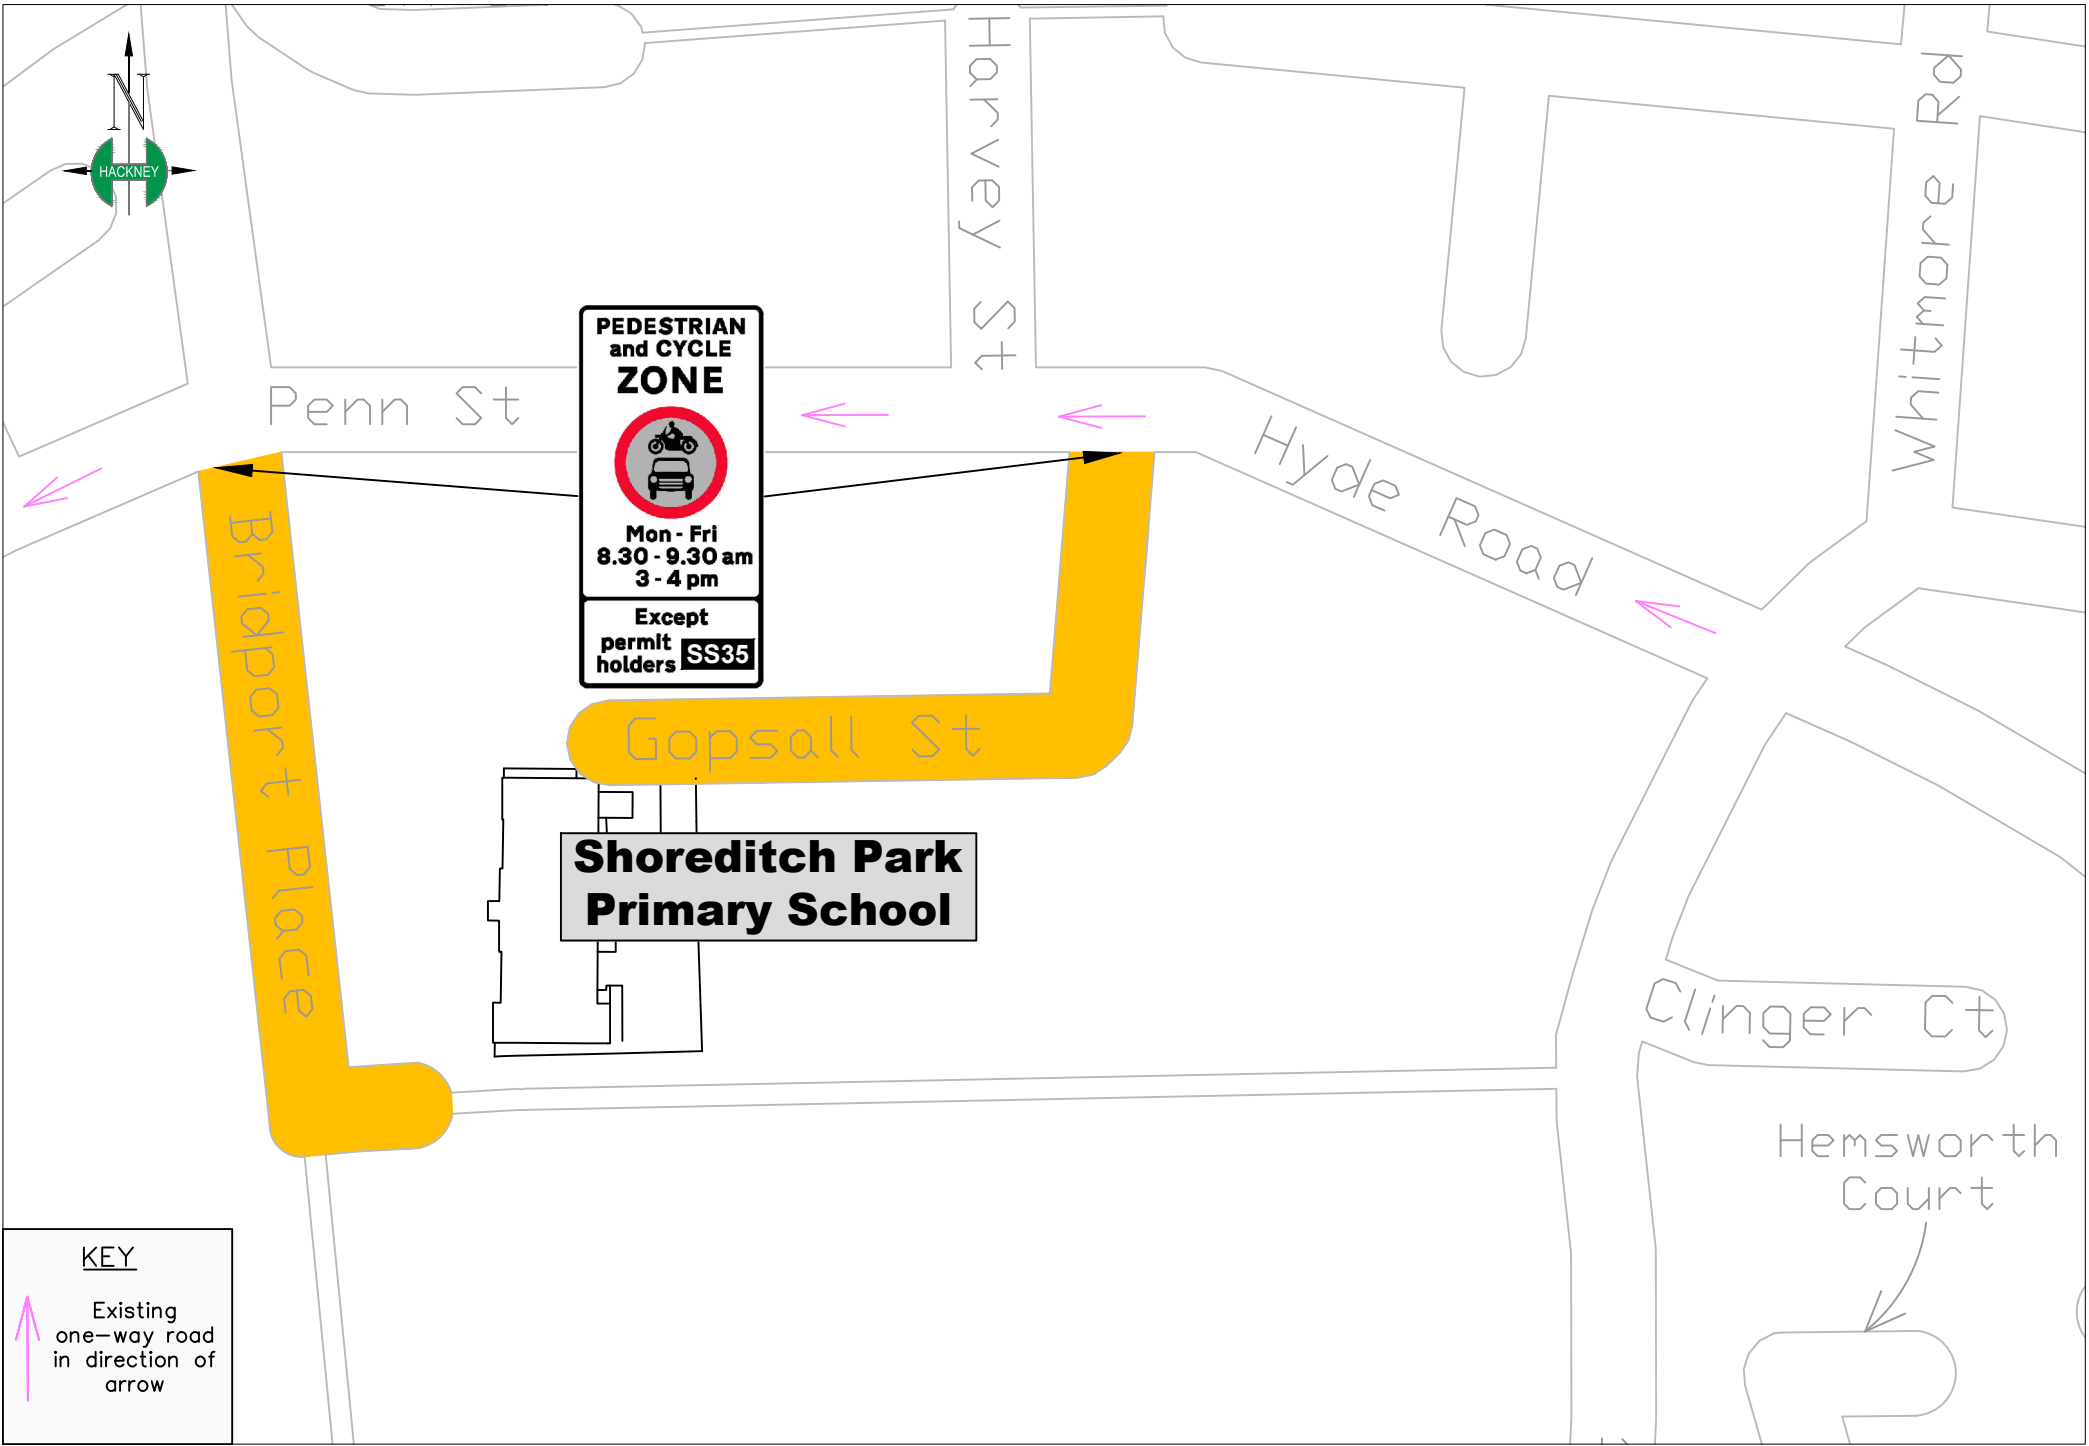 N
HACKNEY
Harvey St
Whitmore Rd
PEDESTRIAN
and CYCLE
ZONE
Mon - Fri
8.30 - 9.30 am
3 - 4 pm
Except
permit
holders SS35
Penn St
Hyde Road
Bridport Place
Gopsall St
Shoreditch Park
Primary School
Clinger Ct
Hemsworth
Court
KEY
Existing
one-way road
in direction of
arrow